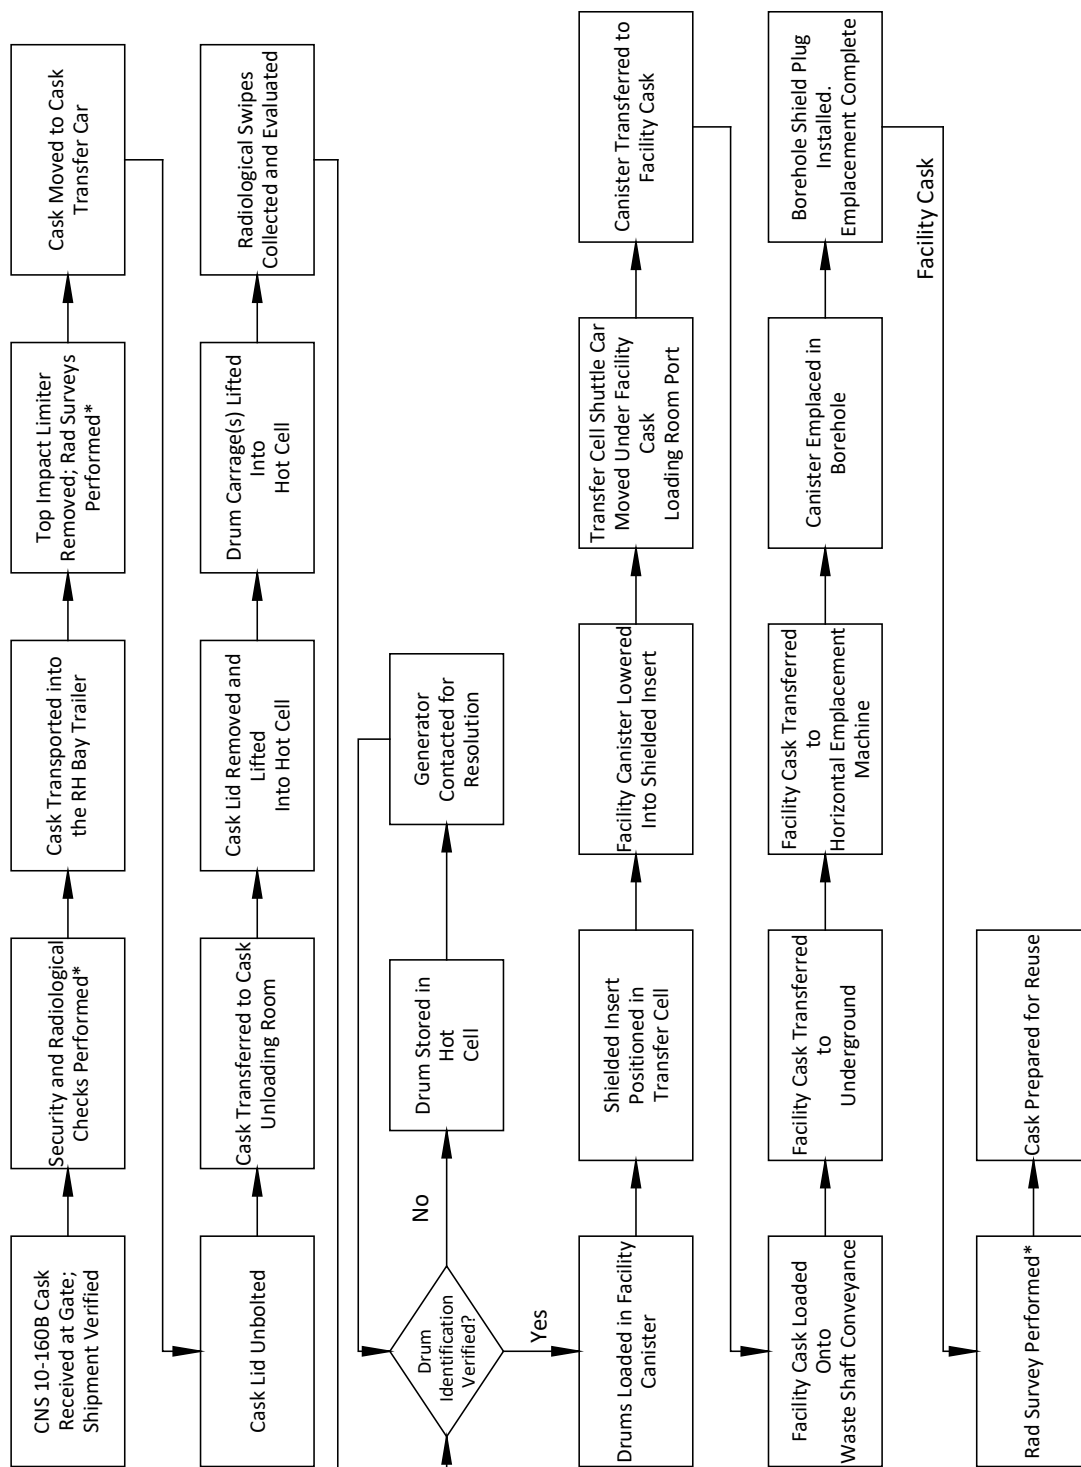 CNS 10-160B Cask
Received at Gate;
Shipment Verified
Security and Radiological
Checks Performed*
Cask Transported into
the RH Bay Trailer
Top Impact Limiter
Removed; Rad Surveys
Performed*
Cask Moved to Cask
Transfer Car
Cask Lid Unbolted
Cask Transferred to Cask
Unloading Room
Cask Lid Removed and
Lifted
Into Hot Cell
Drum Carrage(s) Lifted
Into
Hot Cell
Radiological Swipes
Collected and Evaluated
Drum
Identification
Verified?
No
Drum Stored in
Hot
Cell
Generator
Contacted for
Resolution
Yes
Drums Loaded in Facility
Canister
Shielded Insert
Positioned in
Transfer Cell
Facility Canister Lowered
Into Shielded Insert
Transfer Cell Shuttle Car
Moved Under Facility
Cask
Loading Room Port
Canister Transferred to
Facility Cask
Facility Cask Loaded
Onto
Waste Shaft Conveyance
Facility Cask Transferred
to
Underground
Facility Cask Transferred
to
Horizontal Emplacement
Machine
Canister Emplaced in
Borehole
Borehole Shield Plug
Installed.
Emplacement Complete
Facility Cask
Rad Survey Performed*
Cask Prepared for Reuse